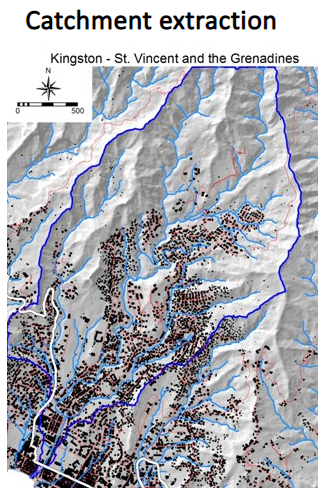 Catchment extraction
Kingston - St. Vincent and the Grenadines
N
0
500